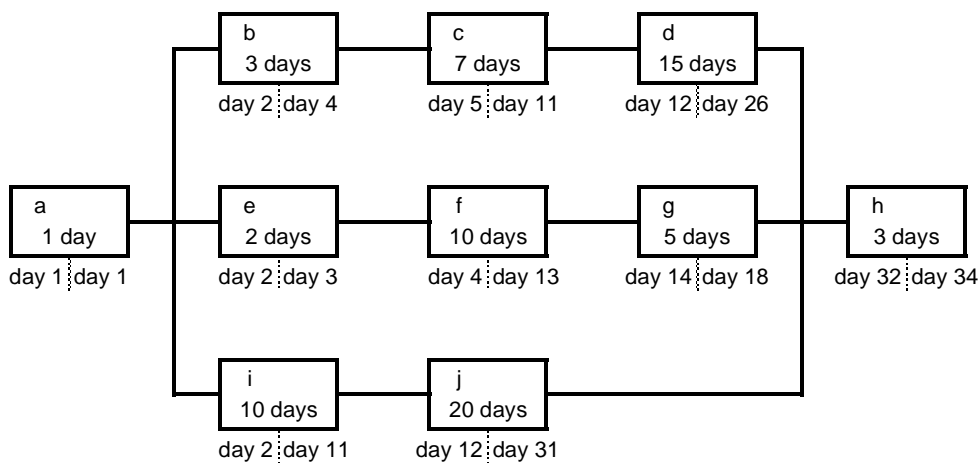 b
3 days
day 2 day 4
c
7 days
day 5 day 11
d
15 days
day 12 day 26
a
1 day
day 1 day 1
e
2 days
day 2 day 3
f
10 days
day 4 day 13
g
5 days
day 14 day 18
h
3 days
day 32 day 34
i
10 days
day 2 day 11
j
20 days
day 12 day 31